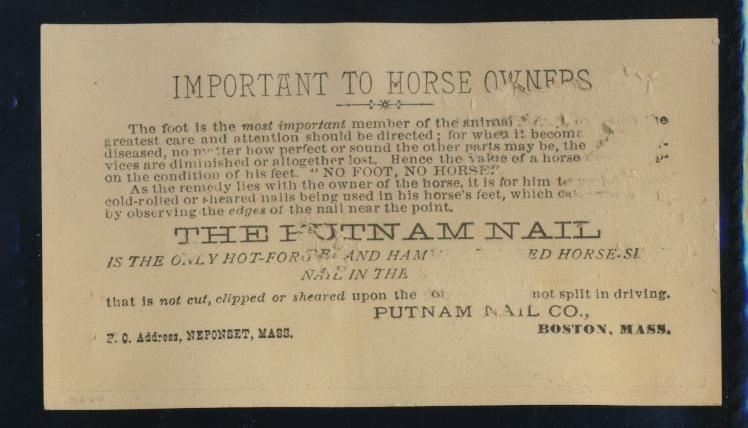 IMPORTANT TO HORSE OWNERS
The foot is the most important member of the animal
greatest care and attention should be directed; for when it
diseased, no matter how perfect or sound the other parts may be, the
vices are diminished or altogether lost. Hence the value of a horse
on the condition of his feet. "NO FOOT, NO HORSE."
As the remedy lies with the owner of the horse, it is for him to
cold-rolled or sheared nails being used in his horse's feet, which
by observing the edges of the nail near the point.
THE PUTNAM NAIL
IS THE ONLY HOT-FORGED AND
NAIL IN THE
that is not cut, clipped or sheared upon the not split in driving.
PUTNAM NAIL CO.,
P. O. Address, NEPONSET, MASS. BOSTON, MASS.